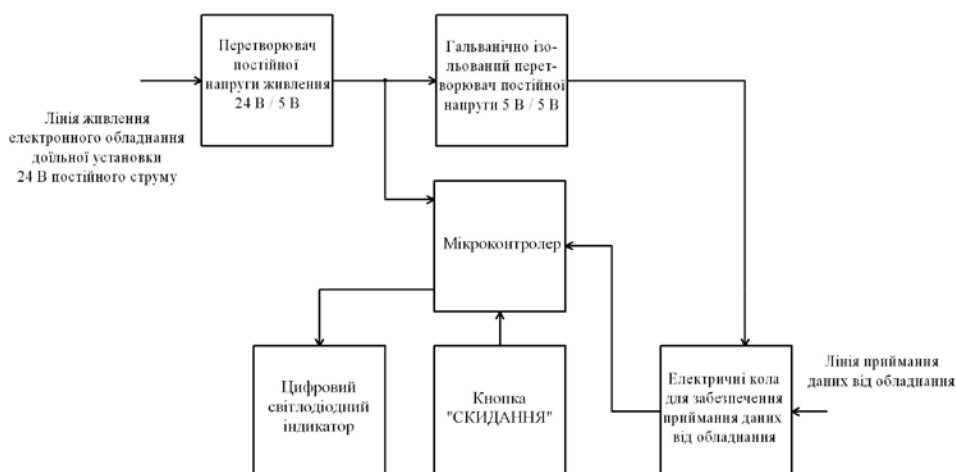 Перетворювач
постійної
напруги живлення
24 В / 5 В
Гальванічно ізо-
льований перет-
ворювач постійної
напруги 5 В / 5 В
Лінія живлення
електронного обладнання
доїльної установки
24 В постійного струму
Мікроконтролер
Цифровий
світлодіодний
індикатор
Кнопка
"СКИДАННЯ"
Електричні кола
для забезпечення
приймання даних
від обладнання
Лінія приймання
даних від обладнання